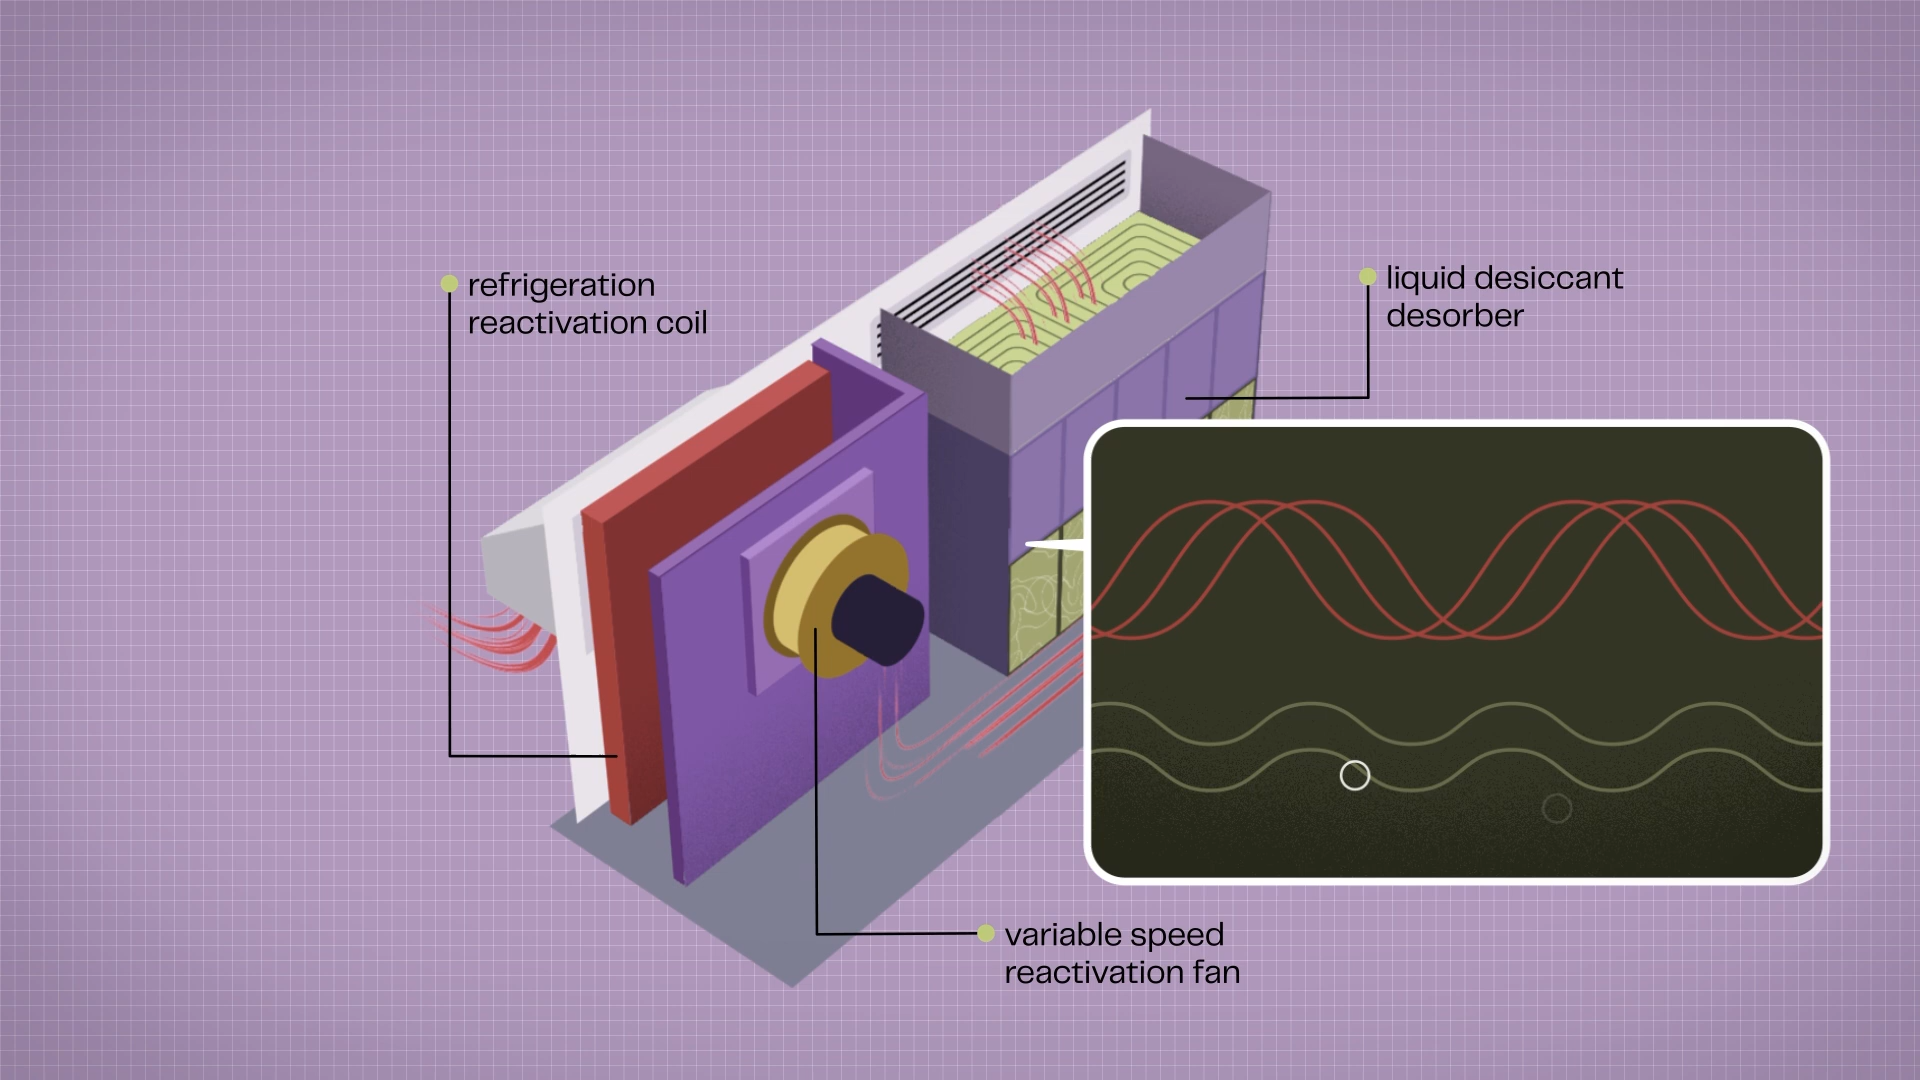 refrigeration
reactivation coil
liquid desiccant
desorber
variable speed
reactivation fan